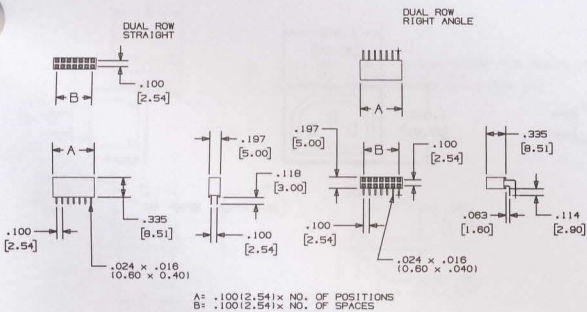 DUAL ROW
STRAIGHT
DUAL ROW
RIGHT ANGLE
.100
[2.54]
B
A
A
.197
[5.00]
.118
[3.00]
.335
[8.51]
.100
[2.54]
.100
[2.54]
.024 x .016
(0.60 x 0.40)
.197
[5.00]
B
.100
[2.54]
.335
[8.51]
.100
[2.54]
.063
[1.60]
.114
[2.90]
.024 x .016
(0.60 x .040)
A= .100[2.54]x NO. OF POSITIONS
B= .100[2.54]x NO. OF SPACES